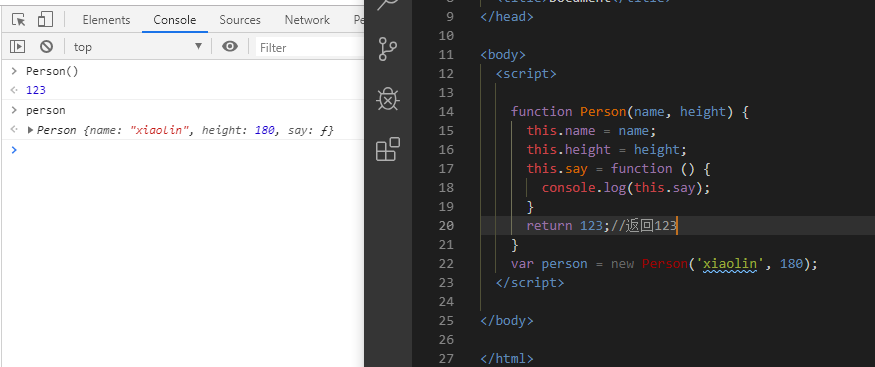 Elements Console Sources Network Pe
top Filter
Person()
123
person
Person {name: "xiaolin", height: 180, say: ƒ}
8 <title>Document</title>
9 </head>
10
11 <body>
12 <script>
13
14 function Person(name, height) {
15 this.name = name;
16 this.height = height;
17 this.say = function () {
18 console.log(this.say);
19 }
20 return 123;//返回123
21 }
22 var person = new Person('xiaolin', 180);
23 </script>
24
25 </body>
26
27 </html>